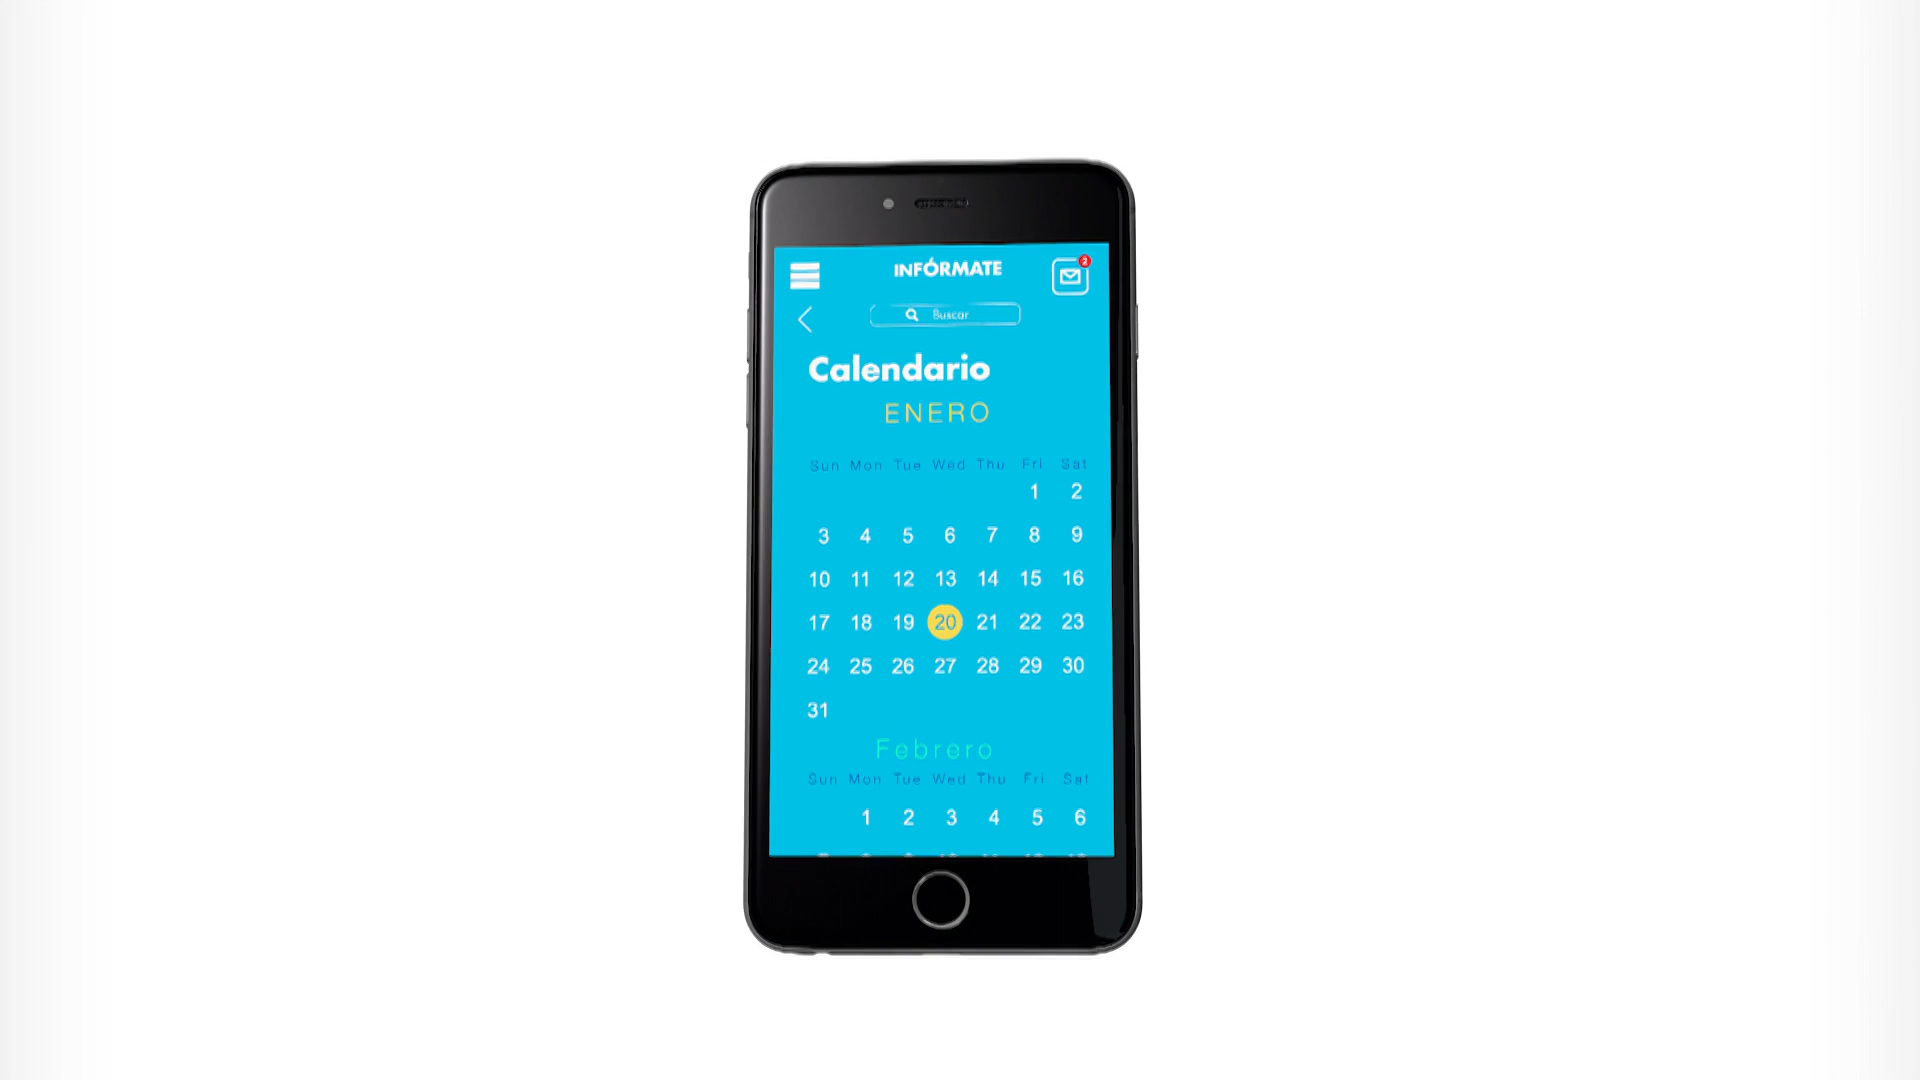 INFÓRMATE
2
Buscar
Calendario
ENERO
Sun Mon Tue Wed Thu Fri Sat
1 2
3 4 5 6 7 8 9
10 11 12 13 14 15 16
17 18 19 20 21 22 23
24 25 26 27 28 29 30
31
Febrero
Sun Mon Tue Wed Thu Fri Sat
1 2 3 4 5 6